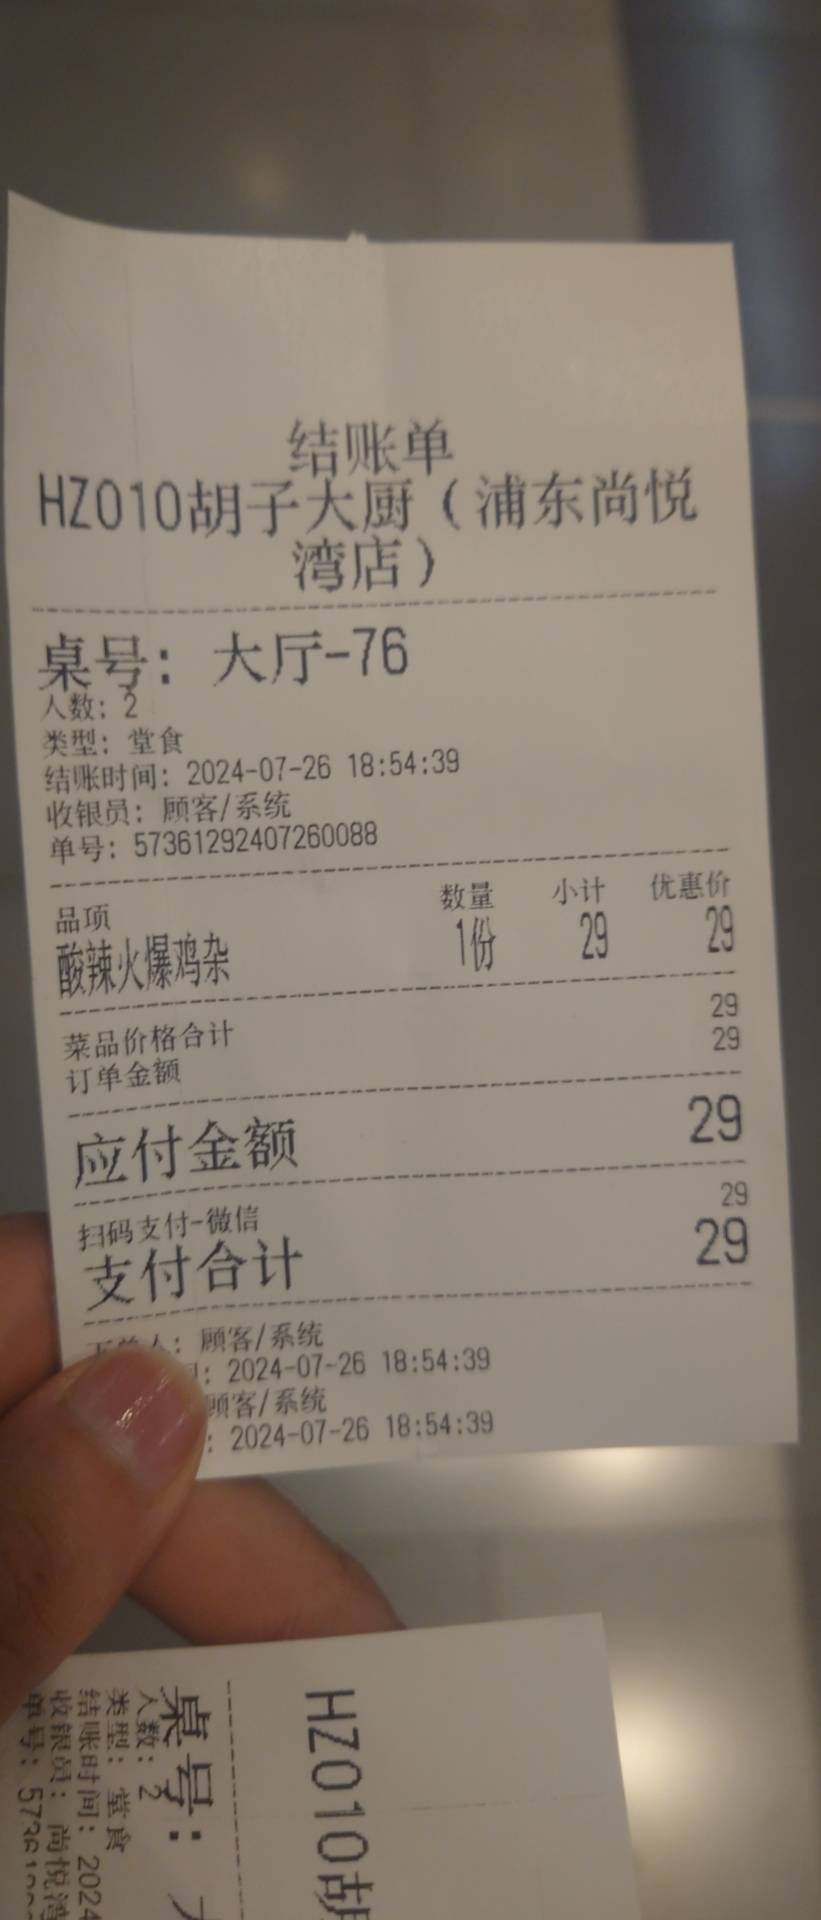 结账单
HZ010胡子大厨（浦东尚悦
湾店）
桌号：大厅-76
人数：2
类型：堂食
结账时间：2024-07-26 18:54:39
收银员：顾客/系统
单号：57361292407260088
品项 数量 小计 优惠价
酸辣火爆鸡杂 1份 29 29
菜品价格合计 29
订单金额 29
应付金额 29
扫码支付-微信 29
支付合计 29
：顾客/系统
：2024-07-26 18:54:39
顾客/系统
：2024-07-26 18:54:39
HZ010胡
桌号：
人数：2
类型：堂食
结账时间：2024
收银员：尚悦湾
单号：5736